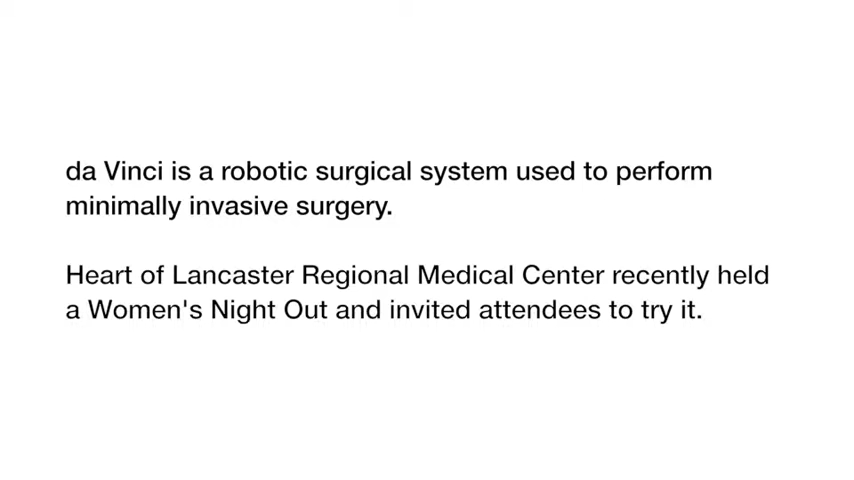 da Vinci is a robotic surgical system used to perform
minimally invasive surgery.
Heart of Lancaster Regional Medical Center recently held
a Women's Night Out and invited attendees to try it.